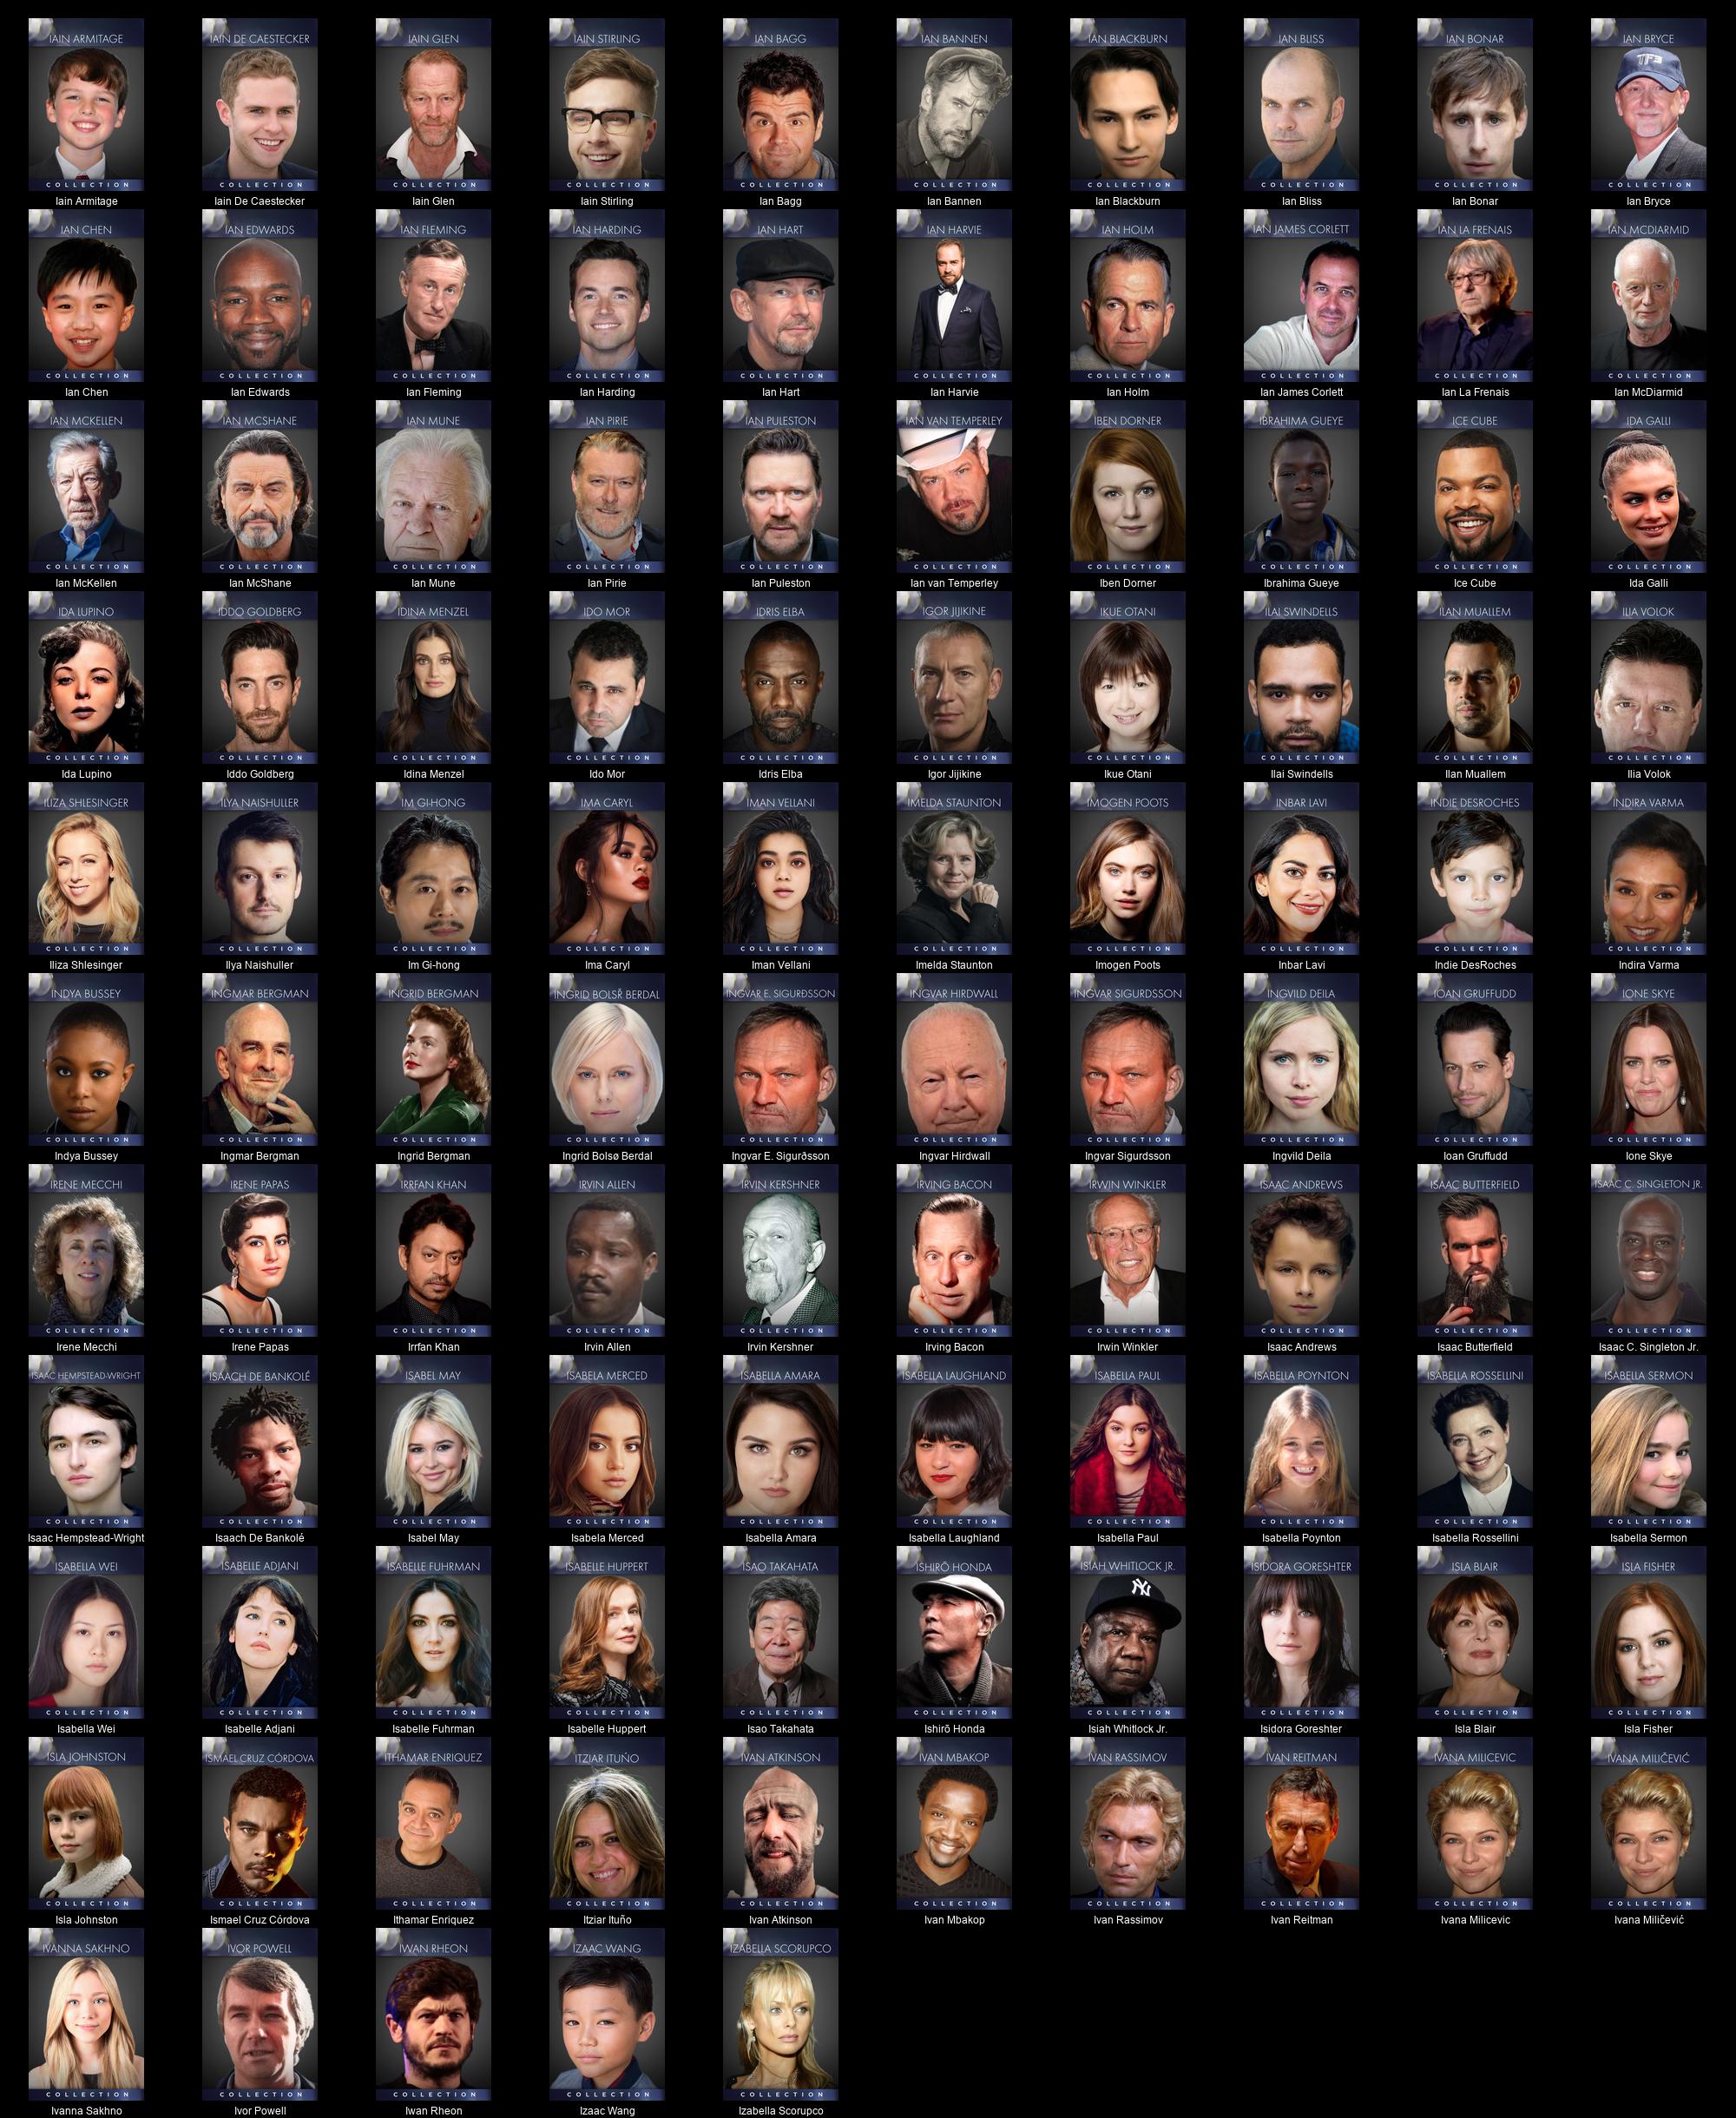 IAIN ARMITAGE IAIN DE CAESTECKER IAIN GLEN IAIN STIRLING IAN BAGG IAN BANNEN IAN BLACKBURN IAN BLISS IAN BONAR IAN BRYCE
TF3
COLLECTION COLLECTION COLLECTION COLLECTION COLLECTION COLLECTION COLLECTION COLLECTION COLLECTION COLLECTION
Iain Armitage Iain De Caestecker Iain Glen Iain Stirling Ian Bagg Ian Bannen Ian Blackburn Ian Bliss Ian Bonar Ian Bryce
IAN CHEN IAN EDWARDS IAN FLEMING IAN HARDING IAN HART IAN HARVIE IAN HOLM IAN JAMES CORLETT IAN LA FRENAIS IAN MCDIARMID
COLLECTION COLLECTION COLLECTION COLLECTION COLLECTION COLLECTION COLLECTION COLLECTION COLLECTION COLLECTION
Ian Chen Ian Edwards Ian Fleming Ian Harding Ian Hart Ian Harvie Ian Holm Ian James Corlett Ian La Frenais Ian McDiarmid
IAN MCKELLEN IAN MCSHANE IAN MUNE IAN PIRIE IAN PULESTON IAN VAN TEMPERLEY IBEN DORNER IBRAHIMA GUEYE ICE CUBE IDA GALLI
COLLECTION COLLECTION COLLECTION COLLECTION COLLECTION COLLECTION COLLECTION COLLECTION COLLECTION COLLECTION
Ian McKellen Ian McShane Ian Mune Ian Pirie Ian Puleston Ian van Temperley Iben Dorner Ibrahima Gueye Ice Cube Ida Galli
IDA LUPINO IDDO GOLDBERG IDINA MENZEL IDO MOR IDRIS ELBA IGOR JIJIKINE IKUE OTANI ILAI SWINDELLS ILAN MUALLEM ILIA VOLOK
COLLECTION COLLECTION COLLECTION COLLECTION COLLECTION COLLECTION COLLECTION COLLECTION COLLECTION COLLECTION
Ida Lupino Iddo Goldberg Idina Menzel Ido Mor Idris Elba Igor Jijikine Ikue Otani Ilai Swindells Ilan Muallem Ilia Volok
ILIZA SHLESINGER ILYA NAISHULLER IM GI-HONG IMA CARYL IMAN VELLANI IMELDA STAUNTON IMOGEN POOTS INBAR LAVI INDIE DESROCHES INDIRA VARMA
COLLECTION COLLECTION COLLECTION COLLECTION COLLECTION COLLECTION COLLECTION COLLECTION COLLECTION COLLECTION
Iliza Shlesinger Ilya Naishuller Im Gi-hong Ima Caryl Iman Vellani Imelda Staunton Imogen Poots Inbar Lavi Indie DesRoches Indira Varma
INDYA BUSSEY INGMAR BERGMAN INGRID BERGMAN INGRID BOLSŘ BERDAL INGVAR E. SIGURÐSSON INGVAR HIRDWALL INGVAR SIGURDSSON INGVILD DEILA IOAN GRUFFUDD IONE SKYE
COLLECTION COLLECTION COLLECTION COLLECTION COLLECTION COLLECTION COLLECTION COLLECTION COLLECTION COLLECTION
Indya Bussey Ingmar Bergman Ingrid Bergman Ingrid Bolsø Berdal Ingvar E. Sigurðsson Ingvar Hirdwall Ingvar Sigurdsson Ingvild Deila Ioan Gruffudd Ione Skye
IRENE MECCHI IRENE PAPAS IRRFAN KHAN IRVIN ALLEN IRVIN KERSHNER IRVING BACON IRWIN WINKLER ISAAC ANDREWS ISAAC BUTTERFIELD ISAAC C. SINGLETON JR.
COLLECTION COLLECTION COLLECTION COLLECTION COLLECTION COLLECTION COLLECTION COLLECTION COLLECTION COLLECTION
Irene Mecchi Irene Papas Irrfan Khan Irvin Allen Irvin Kershner Irving Bacon Irwin Winkler Isaac Andrews Isaac Butterfield Isaac C. Singleton Jr.
ISAAC HEMPSTEAD-WRIGHT ISAACH DE BANKOLÉ ISABEL MAY ISABELA MERCED ISABELLA AMARA ISABELLA LAUGHLAND ISABELLA PAUL ISABELLA POYNTON ISABELLA ROSSELLINI ISABELLA SERMON
COLLECTION COLLECTION COLLECTION COLLECTION COLLECTION COLLECTION COLLECTION COLLECTION COLLECTION COLLECTION
Isaac Hempstead-Wright Isaach De Bankolé Isabel May Isabela Merced Isabella Amara Isabella Laughland Isabella Paul Isabella Poynton Isabella Rossellini Isabella Sermon
ISABELLA WEI ISABELLE ADJANI ISABELLE FUHRMAN ISABELLE HUPPERT ISAO TAKAHATA ISHIRŌ HONDA ISIAH WHITLOCK JR. ISIDORA GORESHTER ISLA BLAIR ISLA FISHER
NY
COLLECTION COLLECTION COLLECTION COLLECTION COLLECTION COLLECTION COLLECTION COLLECTION COLLECTION COLLECTION
Isabella Wei Isabelle Adjani Isabelle Fuhrman Isabelle Huppert Isao Takahata Ishirō Honda Isiah Whitlock Jr. Isidora Goreshter Isla Blair Isla Fisher
ISLA JOHNSTON ISMAEL CRUZ CÓRDOVA ITHAMAR ENRIQUEZ ITZIAR ITUÑO IVAN ATKINSON IVAN MBAKOP IVAN RASSIMOV IVAN REITMAN IVANA MILICEVIC IVANA MILIČEVIĆ
COLLECTION COLLECTION COLLECTION COLLECTION COLLECTION COLLECTION COLLECTION COLLECTION COLLECTION COLLECTION
Isla Johnston Ismael Cruz Córdova Ithamar Enriquez Itziar Ituño Ivan Atkinson Ivan Mbakop Ivan Rassimov Ivan Reitman Ivana Milicevic Ivana Miličević
IVANNA SAKHNO IVOR POWELL IWAN RHEON IZAAC WANG IZABELLA SCORUPCO
COLLECTION COLLECTION COLLECTION COLLECTION COLLECTION
Ivanna Sakhno Ivor Powell Iwan Rheon Izaac Wang Izabella Scorupco